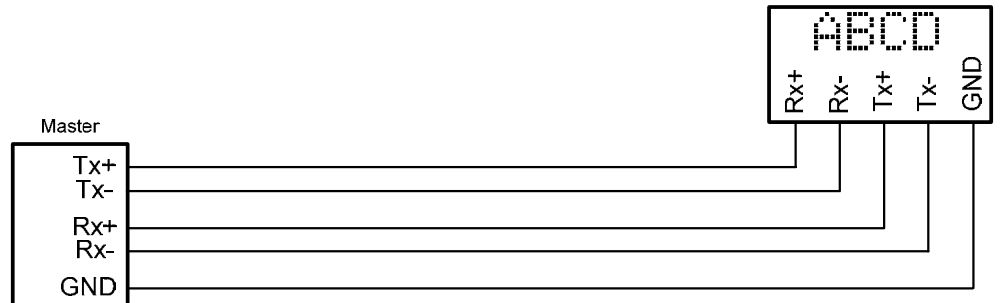 ABCD
Rx+ Rx- Tx+ Tx- GND
Master
Tx+
Tx-
Rx+
Rx-
GND